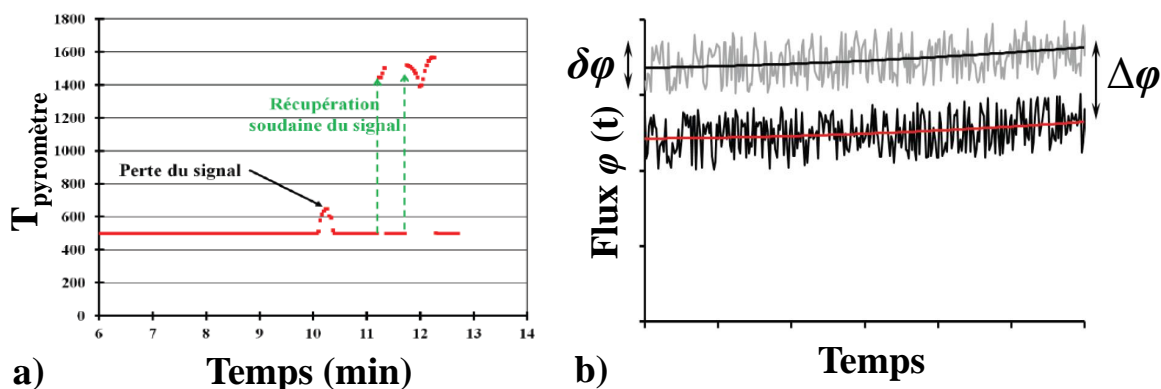 1800
1600
1400
1200
1000
800
600
400
200
0
T pyromètre
Récupération
soudaine du signal
Perte du signal
6 7 8 9 10 11 12 13 14
a) Temps (min)
δφ
Δφ
Flux φ (t)
b) Temps